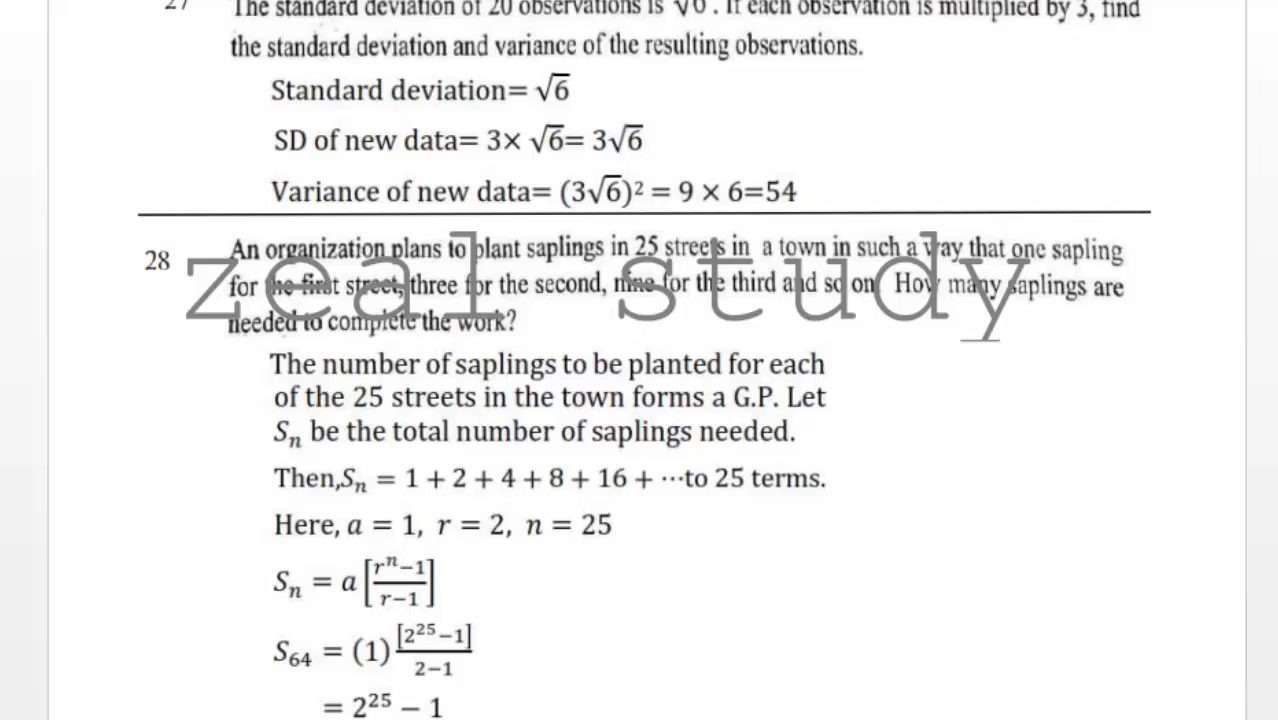 27 The standard deviation of 20 observations is √6 . If each observation is multiplied by 3, find
the standard deviation and variance of the resulting observations.
Standard deviation= √6
SD of new data= 3× √6= 3√6
Variance of new data= (3√6)² = 9 × 6=54
28 An organization plans to plant saplings in 25 streets in a town in such a way that one sapling
for the first street, three for the second, nine for the third and so on. How many saplings are
needed to complete the work?
zeal study
The number of saplings to be planted for each
of the 25 streets in the town forms a G.P. Let
Sₙ be the total number of saplings needed.
Then,Sₙ = 1 + 2 + 4 + 8 + 16 + ⋯to 25 terms.
Here, a = 1, r = 2, n = 25
Sₙ = a [rⁿ−1 / r−1]
S₆₄ = (1) [2²⁵−1] / 2−1
= 2²⁵ − 1